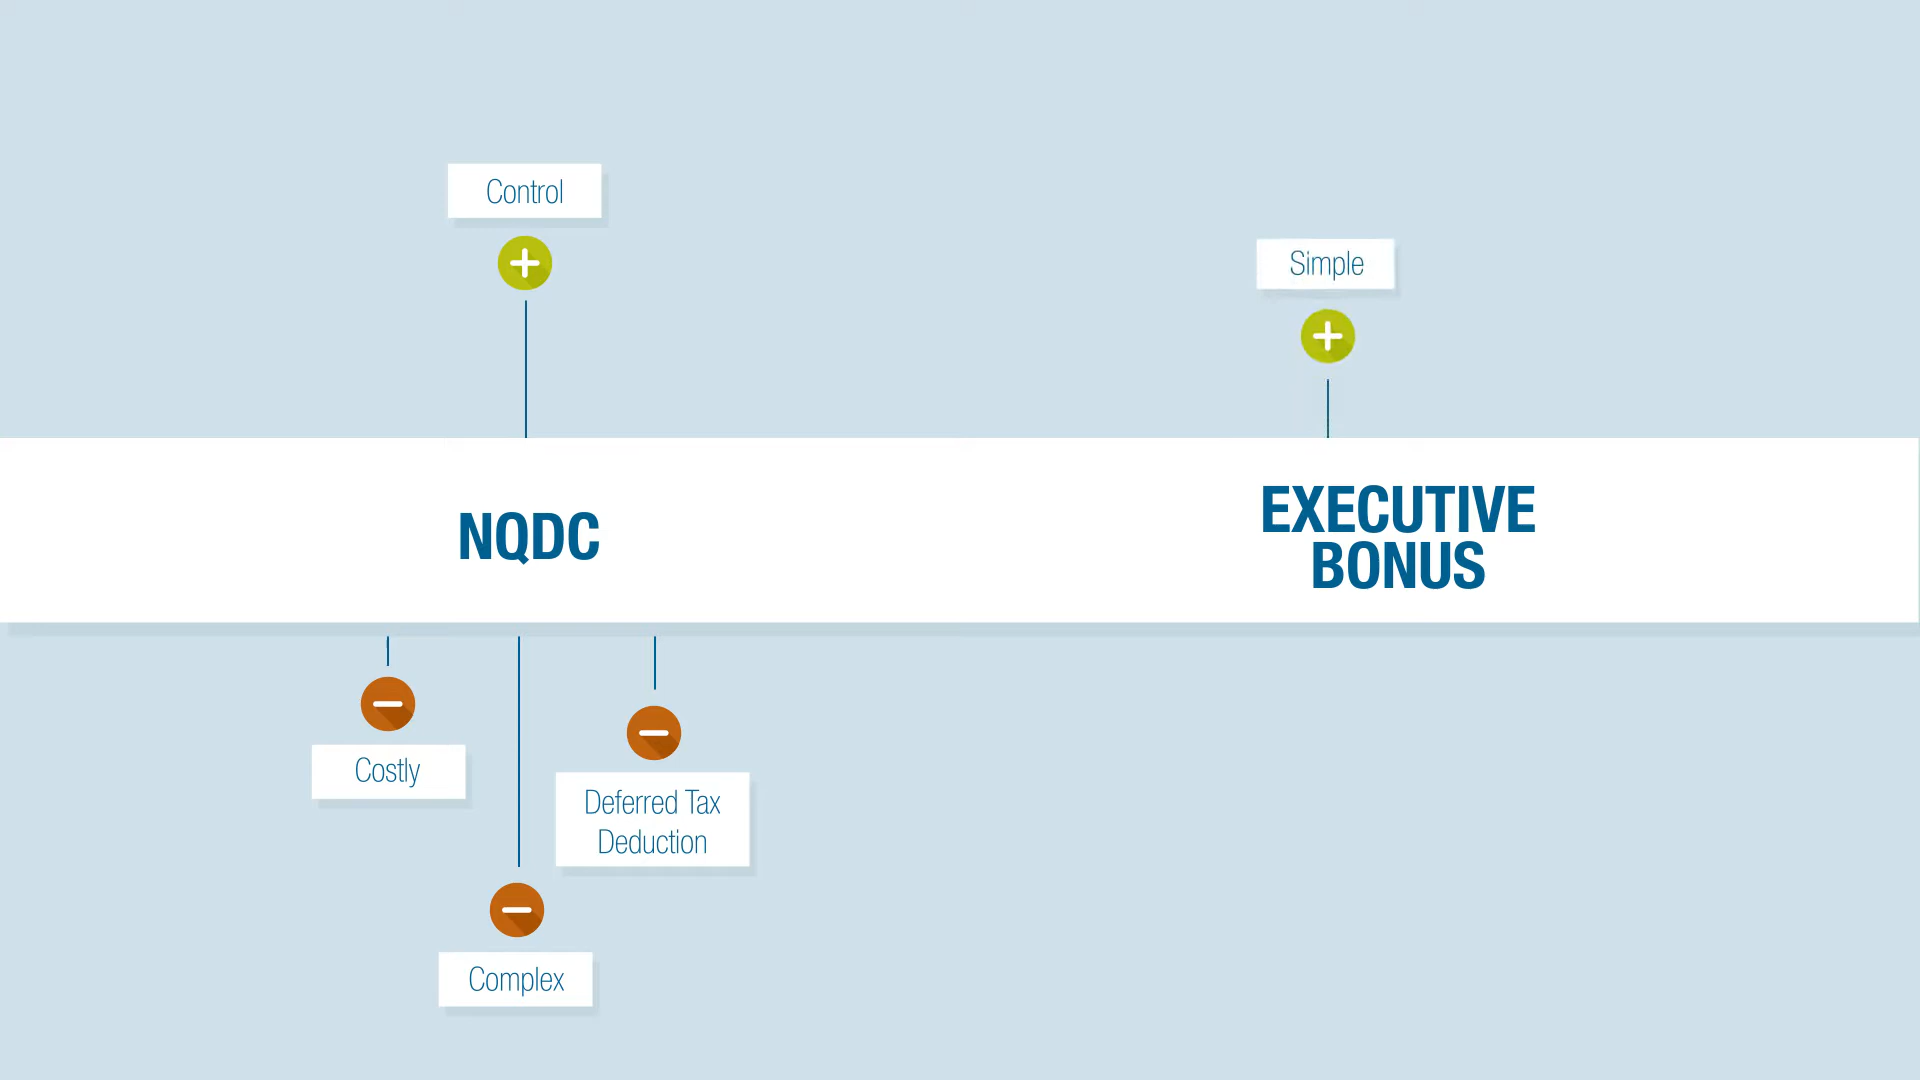 Control
Simple
NQDC
EXECUTIVE
BONUS
Costly
Deferred Tax
Deduction
Complex